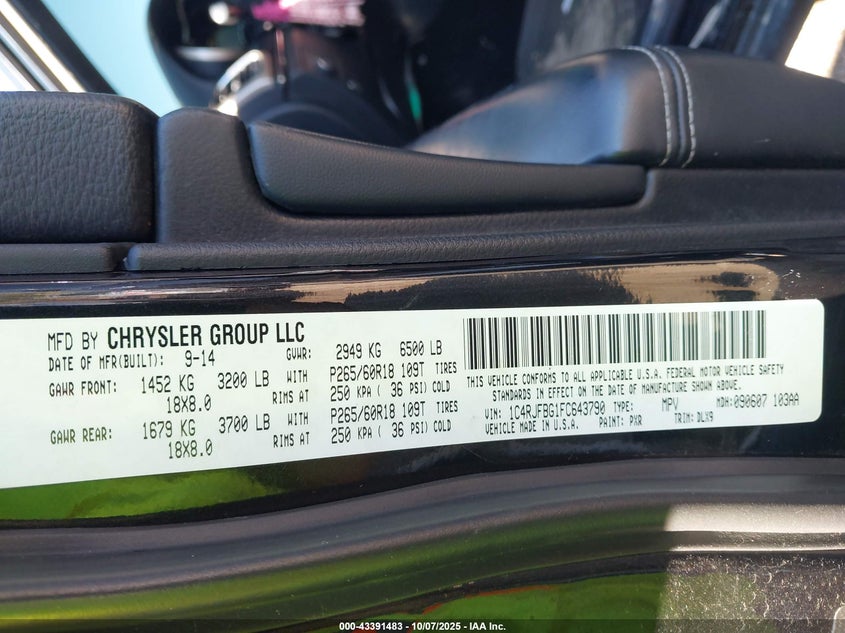 MFD BY CHRYSLER GROUP LLC
DATE OF MFR(BUILT): 9-14 GVWR: 2949 KG 6500 LB
GAWR FRONT: 1452 KG 3200 LB WITH P265/60R18 109T TIRES
18X8.0 RIMS AT 250 KPA ( 36 PSI) COLD
GAWR REAR: 1679 KG 3700 LB WITH P265/60R18 109T TIRES
18X8.0 RIMS AT 250 KPA ( 36 PSI) COLD
THIS VEHICLE CONFORMS TO ALL APPLICABLE U.S.A. FEDERAL MOTOR VEHICLE SAFETY
STANDARDS IN EFFECT ON THE DATE OF MANUFACTURE SHOWN ABOVE.
VIN: 1C4RJFBG1FC643790 TYPE: MPV MDH: 090607 103AA
VEHICLE MADE IN U.S.A. PAINT: PXR TRIM: DLX9
000-43391483 - 10/07/2025 - IAA Inc.